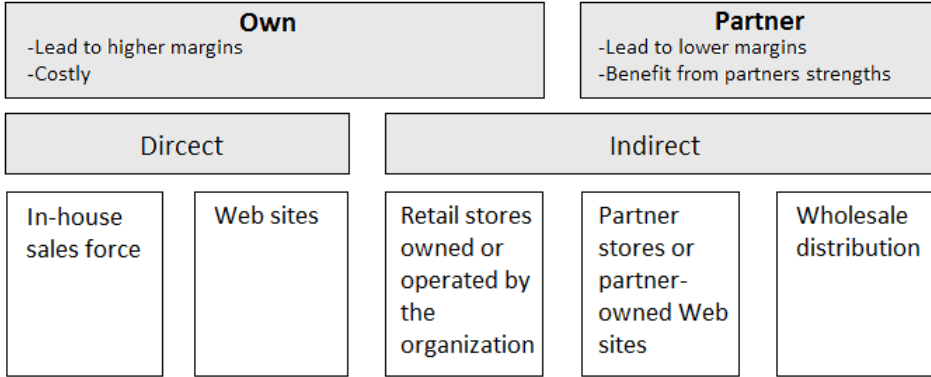 Own
-Lead to higher margins
-Costly
Partner
-Lead to lower margins
-Benefit from partners strengths
Dircect
Indirect
In-house
sales force
Web sites
Retail stores
owned or
operated by
the
organization
Partner
stores or
partner-
owned Web
sites
Wholesale
distribution